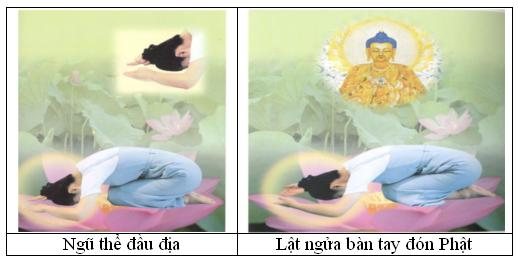 Ngũ thể đầu địa
Lật ngửa bàn tay đón Phật